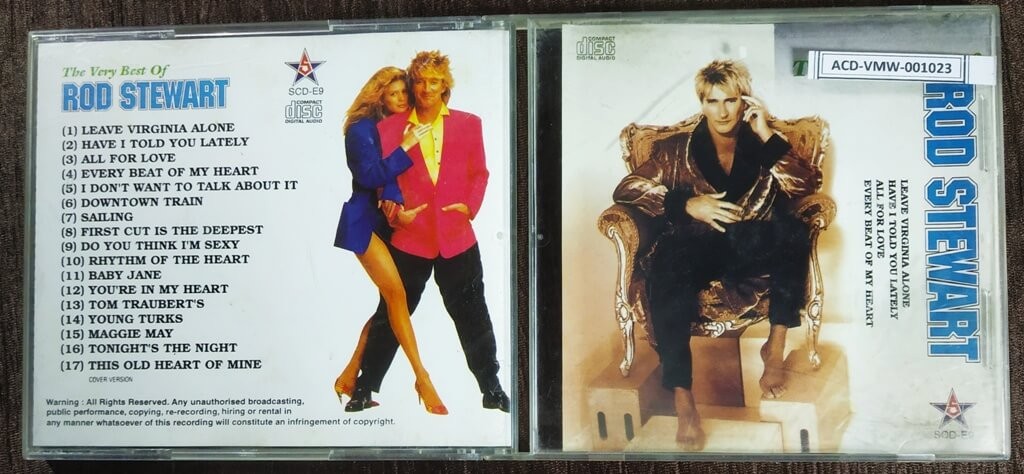 The Very Best Of
ROD STEWART
5
SCD-E9
COMPACT
disc
DIGITAL AUDIO
(1) LEAVE VIRGINIA ALONE
(2) HAVE I TOLD YOU LATELY
(3) ALL FOR LOVE
(4) EVERY BEAT OF MY HEART
(5) I DON'T WANT TO TALK ABOUT IT
(6) DOWNTOWN TRAIN
(7) SAILING
(8) FIRST CUT IS THE DEEPEST
(9) DO YOU THINK I'M SEXY
(10) RHYTHM OF THE HEART
(11) BABY JANE
(12) YOU'RE IN MY HEART
(13) TOM TRAUBERT'S
(14) YOUNG TURKS
(15) MAGGIE MAY
(16) TONIGHT'S THE NIGHT
(17) THIS OLD HEART OF MINE
COVER VERSION
Warning : All Rights Reserved. Any unauthorised broadcasting,
public performance, copying, re-recording, hiring or rental in
any manner whatsoever of this recording will constitute an infringement of copyright.
COMPACT
disc
DIGITAL AUDIO
ACD-VMW-001023
ROD STEWART
LEAVE VIRGINIA ALONE
HAVE I TOLD YOU LATELY
ALL FOR LOVE
EVERY BEAT OF MY HEART
5
SCD-E9